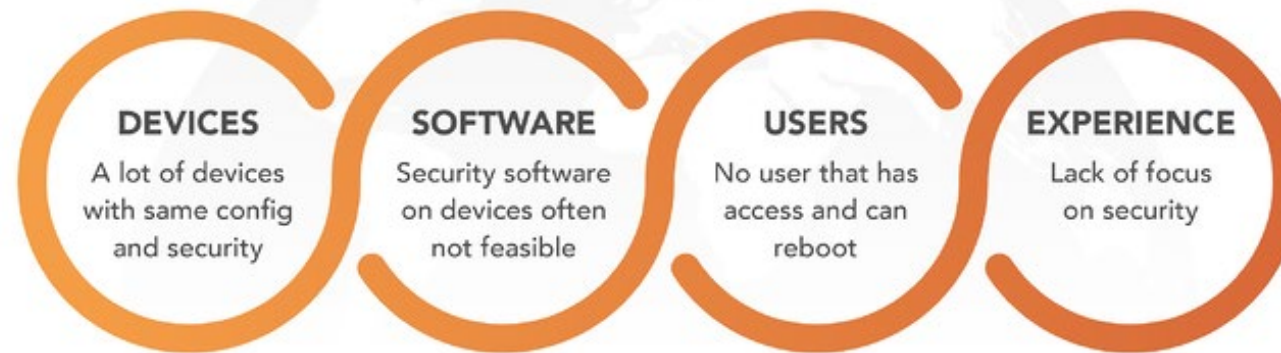 DEVICES
A lot of devices
with same config
and security
SOFTWARE
Security software
on devices often
not feasible
USERS
No user that has
access and can
reboot
EXPERIENCE
Lack of focus
on security